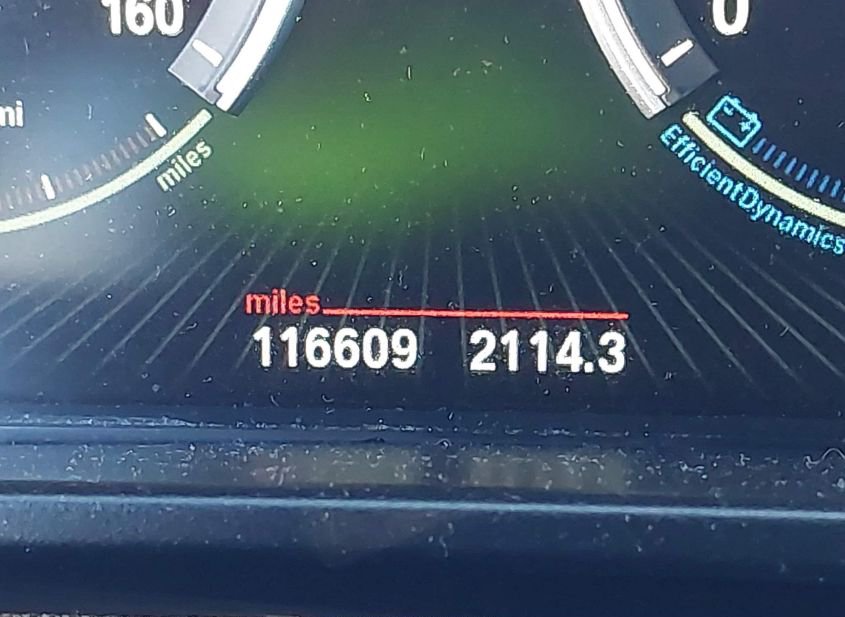 160
0
mi
miles
EfficientDynamics
miles
116609 2114.3